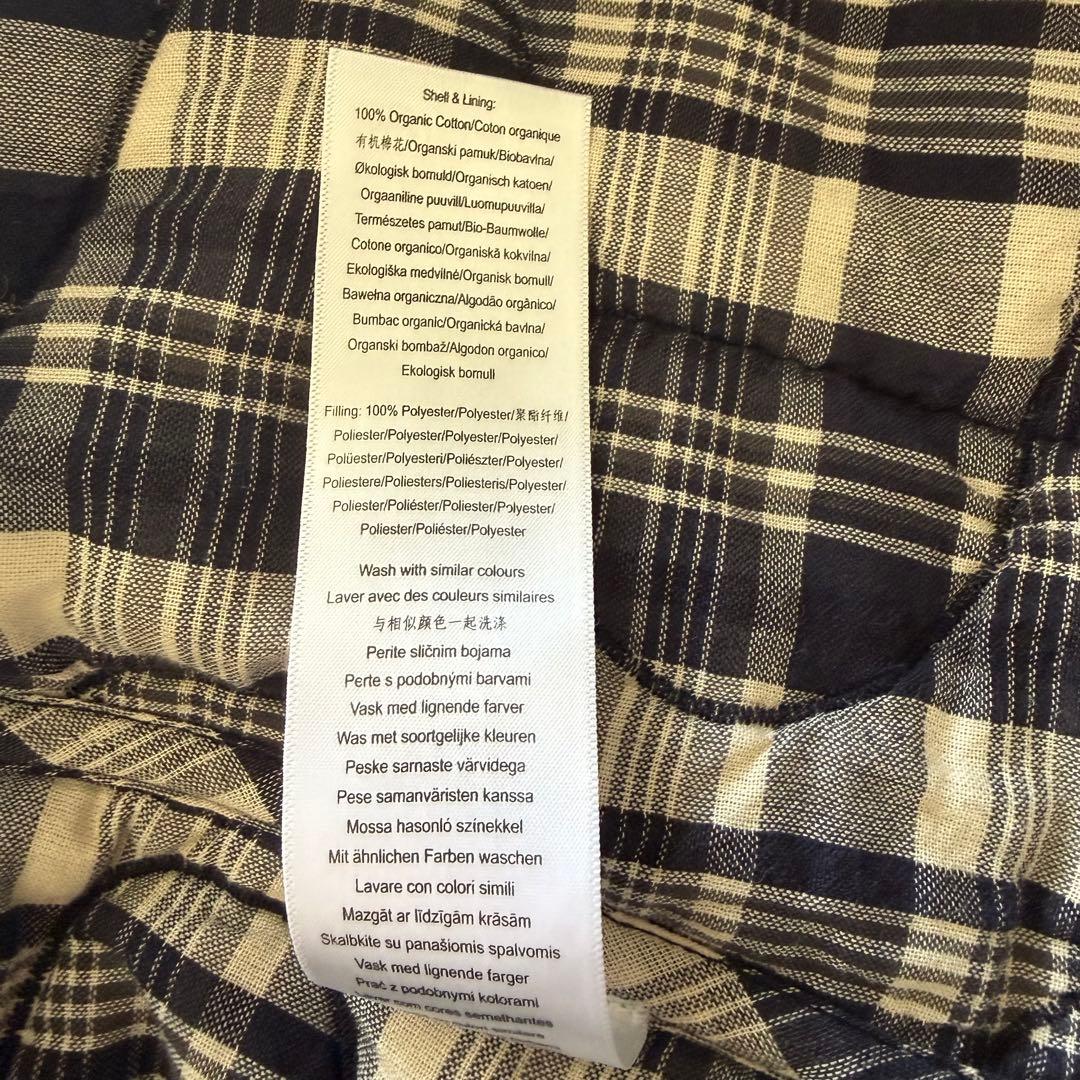 Shell & Lining:
100% Organic Cotton/Coton organique
有机棉花/Organski pamuk/Biobavlna/
Økologisk bomuld/Organisch katoen/
Orgaaniline puuvill/Luomupuuvilla/
Természetes pamut/Bio-Baumwolle/
Cotone organico/Organiskā kokvilna/
Ekologiška medvilnė/Organisk bomull/
Bawełna organiczna/Algodão orgânico/
Bumbac organic/Organická bavlna/
Organski bombaž/Algodon organico/
Ekologisk bomull
Filling: 100% Polyester/Polyester/聚酯纤维/
Poliester/Polyester/Polyester/Polyester/
Polüester/Polyesteri/Poliészter/Polyester/
Poliestere/Poliesters/Poliesteris/Polyester/
Poliester/Poliéster/Poliester/Polyester/
Poliester/Poliéster/Polyester
Wash with similar colours
Laver avec des couleurs similaires
与相似颜色一起洗涤
Perite sličnim bojama
Perte s podobnými barvami
Vask med lignende farver
Was met soortgelijke kleuren
Peske sarnaste värvidega
Pese samanväristen kanssa
Mossa hasonló színekkel
Mit ähnlichen Farben waschen
Lavare con colori simili
Mazgāt ar līdzīgām krāsām
Skalbkite su panašiomis spalvomis
Vask med lignende farger
Prać z podobnymi kolorami
com cores semelhantes